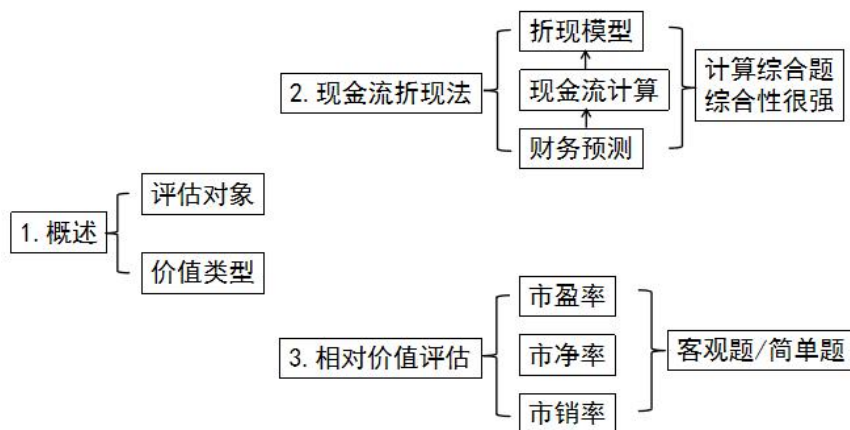 1.概述
评估对象
价值类型
2.现金流折现法
折现模型
现金流计算
财务预测
计算综合题
综合性很强
3.相对价值评估
市盈率
市净率
市销率
客观题/简单题